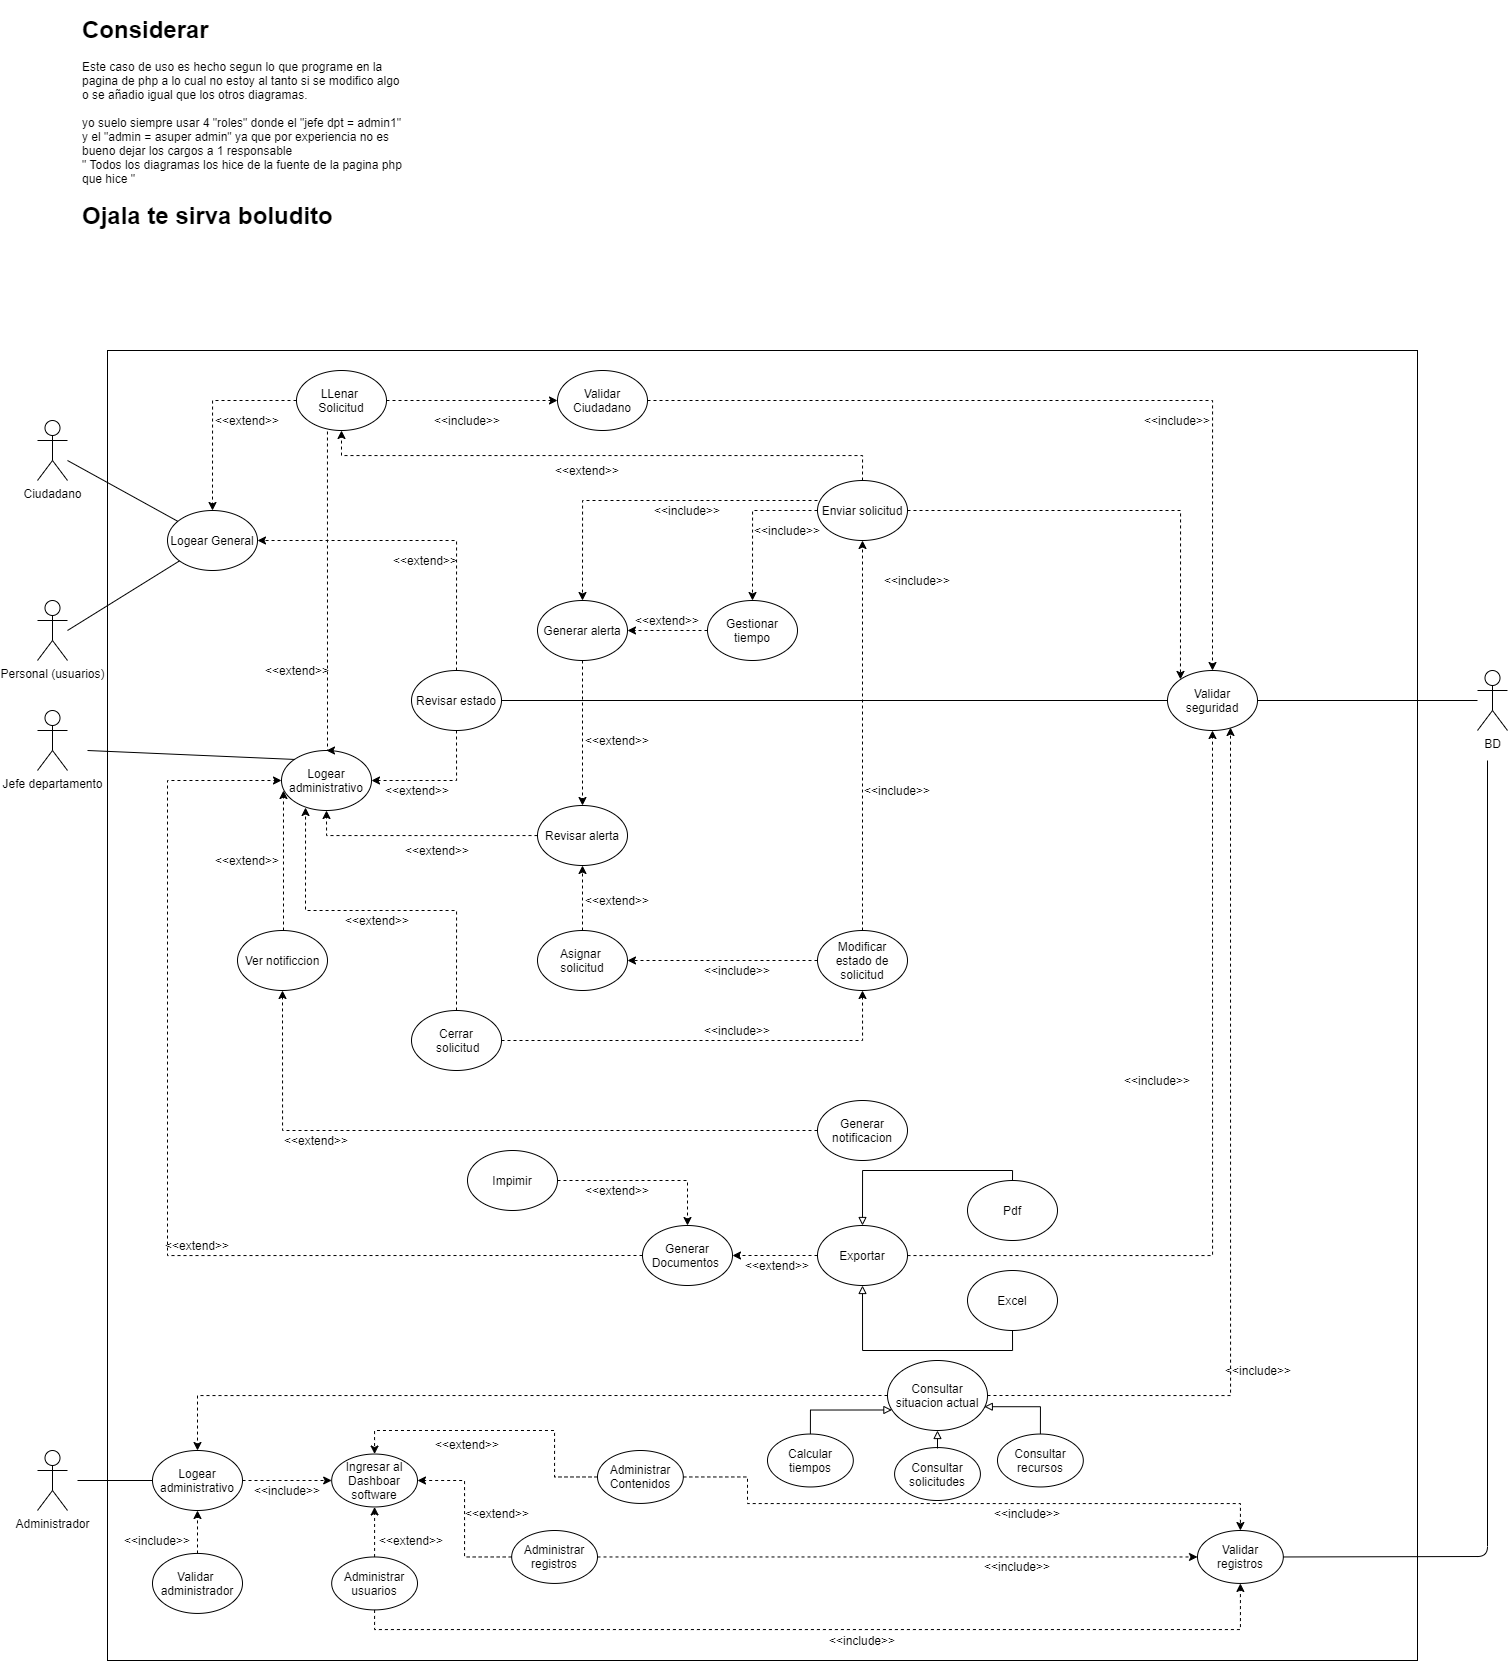 Considerar
Este caso de uso es hecho segun lo que programe en la
pagina de php a lo cual no estoy al tanto si se modifico algo
o se añadio igual que los otros diagramas.
yo suelo siempre usar 4 "roles" donde el "jefe dpt = admin1"
y el "admin = asuper admin" ya que por experiencia no es
bueno dejar los cargos a 1 responsable
" Todos los diagramas los hice de la fuente de la pagina php
que hice "
Ojala te sirva boludito
LLenar
Solicitud
Validar
Ciudadano
<<extend>>
<<include>>
<<include>>
Ciudadano
<<extend>>
Enviar solicitud
<<include>>
<<include>>
Logear General
<<extend>>
<<include>>
Generar alerta
<<extend>>
Gestionar
tiempo
Personal (usuarios)
<<extend>>
Revisar estado
Validar
seguridad
BD
<<extend>>
Jefe departamento
Logear
administrativo
<<extend>>
<<include>>
Revisar alerta
<<extend>>
<<extend>>
<<extend>>
<<extend>>
Ver notificcion
Asignar
solicitud
<<include>>
Modificar
estado de
solicitud
Cerrar
solicitud
<<include>>
<<include>>
Generar
notificacion
<<extend>>
Impimir
<<extend>>
Pdf
<<extend>>
Generar
Documentos
<<extend>>
Exportar
Excel
<<include>>
Consultar
situacion actual
Calcular
tiempos
Consultar
solicitudes
Consultar
recursos
<<extend>>
Administrador
Logear
administrativo
<<include>>
Ingresar al
Dashboar
software
Administrar
Contenidos
<<extend>>
<<include>>
<<include>>
<<extend>>
Administrar
registros
<<include>>
Validar
registros
Validar
administrador
Administrar
usuarios
<<include>>